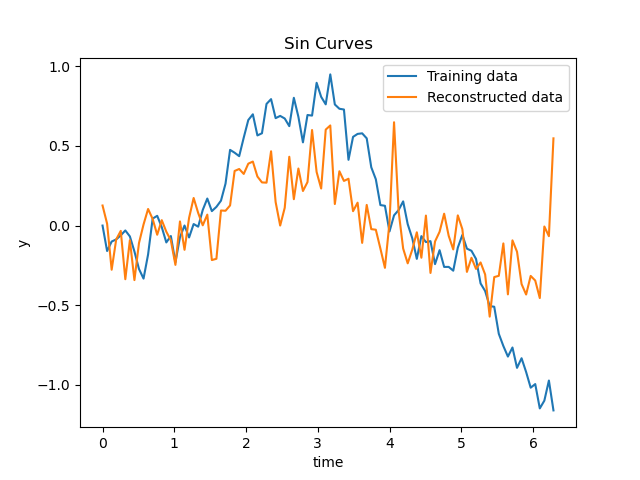 Sin Curves
Training data
Reconstructed data
1.0
0.5
0.0
−0.5
−1.0
y
0 1 2 3 4 5 6
time